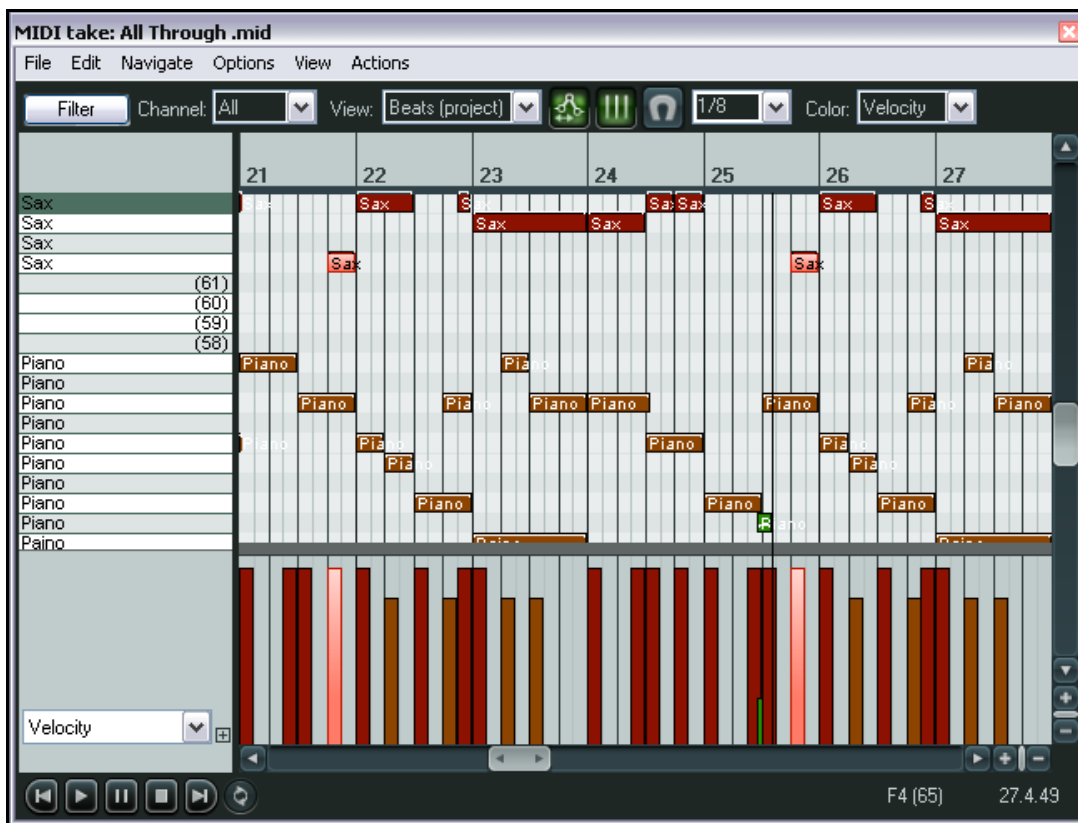 MIDI take: All Through .mid
File Edit Navigate Options View Actions
Filter Channel: All View: Beats (project) 1/8 Color: Velocity
21 22 23 24 25 26 27
Sax Sax Sax Sax Sax Sax
Sax Sax Sax Sax
Sax
Sax Sax Sax
(61)
(60)
(59)
(58)
Piano Piano Piano Piano
Piano
Piano Piano Piano Piano Piano Piano Piano Piano
Piano
Piano Piano Piano Piano Piano
Piano Piano Piano
Piano
Piano Piano Piano Piano
Piano Piano
Paino
Velocity
F4 (65) 27.4.49